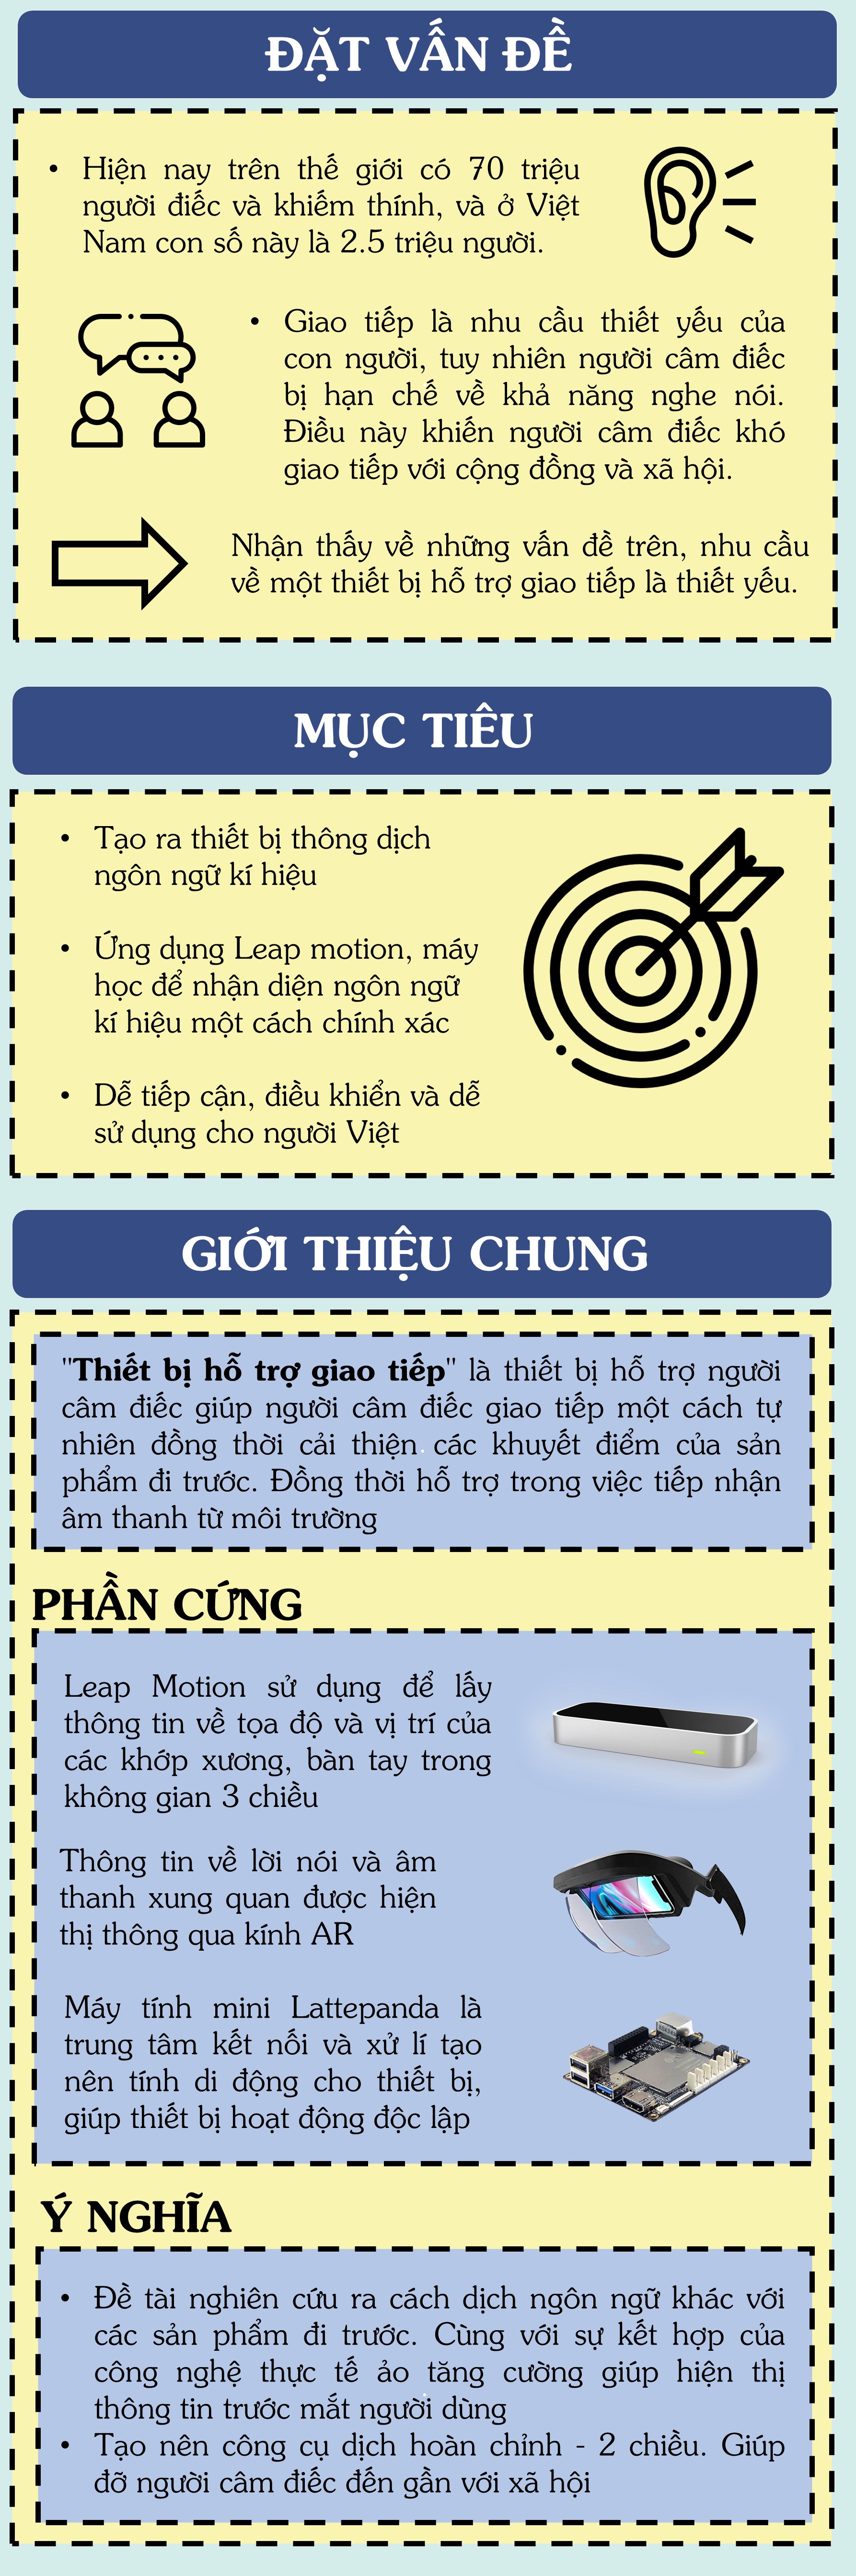 ĐẶT VẤN ĐỀ
• Hiện nay trên thế giới có 70 triệu
người điếc và khiếm thính, và ở Việt
Nam con số này là 2.5 triệu người.
• Giao tiếp là nhu cầu thiết yếu của
con người, tuy nhiên người câm điếc
bị hạn chế về khả năng nghe nói.
Điều này khiến người câm điếc khó
giao tiếp với cộng đồng và xã hội.
Nhận thấy về những vấn đề trên, nhu cầu
về một thiết bị hỗ trợ giao tiếp là thiết yếu.
MỤC TIÊU
• Tạo ra thiết bị thông dịch
ngôn ngữ kí hiệu
• Ứng dụng Leap motion, máy
học để nhận diện ngôn ngữ
kí hiệu một cách chính xác
• Dễ tiếp cận, điều khiển và dễ
sử dụng cho người Việt
GIỚI THIỆU CHUNG
"Thiết bị hỗ trợ giao tiếp" là thiết bị hỗ trợ người
câm điếc giúp người câm điếc giao tiếp một cách tự
nhiên đồng thời cải thiện các khuyết điểm của sản
phẩm đi trước. Đồng thời hỗ trợ trong việc tiếp nhận
âm thanh từ môi trường
PHẦN CỨNG
Leap Motion sử dụng để lấy
thông tin về tọa độ và vị trí của
các khớp xương, bàn tay trong
không gian 3 chiều
Thông tin về lời nói và âm
thanh xung quan được hiện
thị thông qua kính AR
Máy tính mini Lattepanda là
trung tâm kết nối và xử lí tạo
nên tính di động cho thiết bị,
giúp thiết bị hoạt động độc lập
Ý NGHĨA
• Đề tài nghiên cứu ra cách dịch ngôn ngữ khác với
các sản phẩm đi trước. Cùng với sự kết hợp của
công nghệ thực tế ảo tăng cường giúp hiện thị
thông tin trước mắt người dùng
• Tạo nên công cụ dịch hoàn chỉnh - 2 chiều. Giúp
đỡ người câm điếc đến gần với xã hội